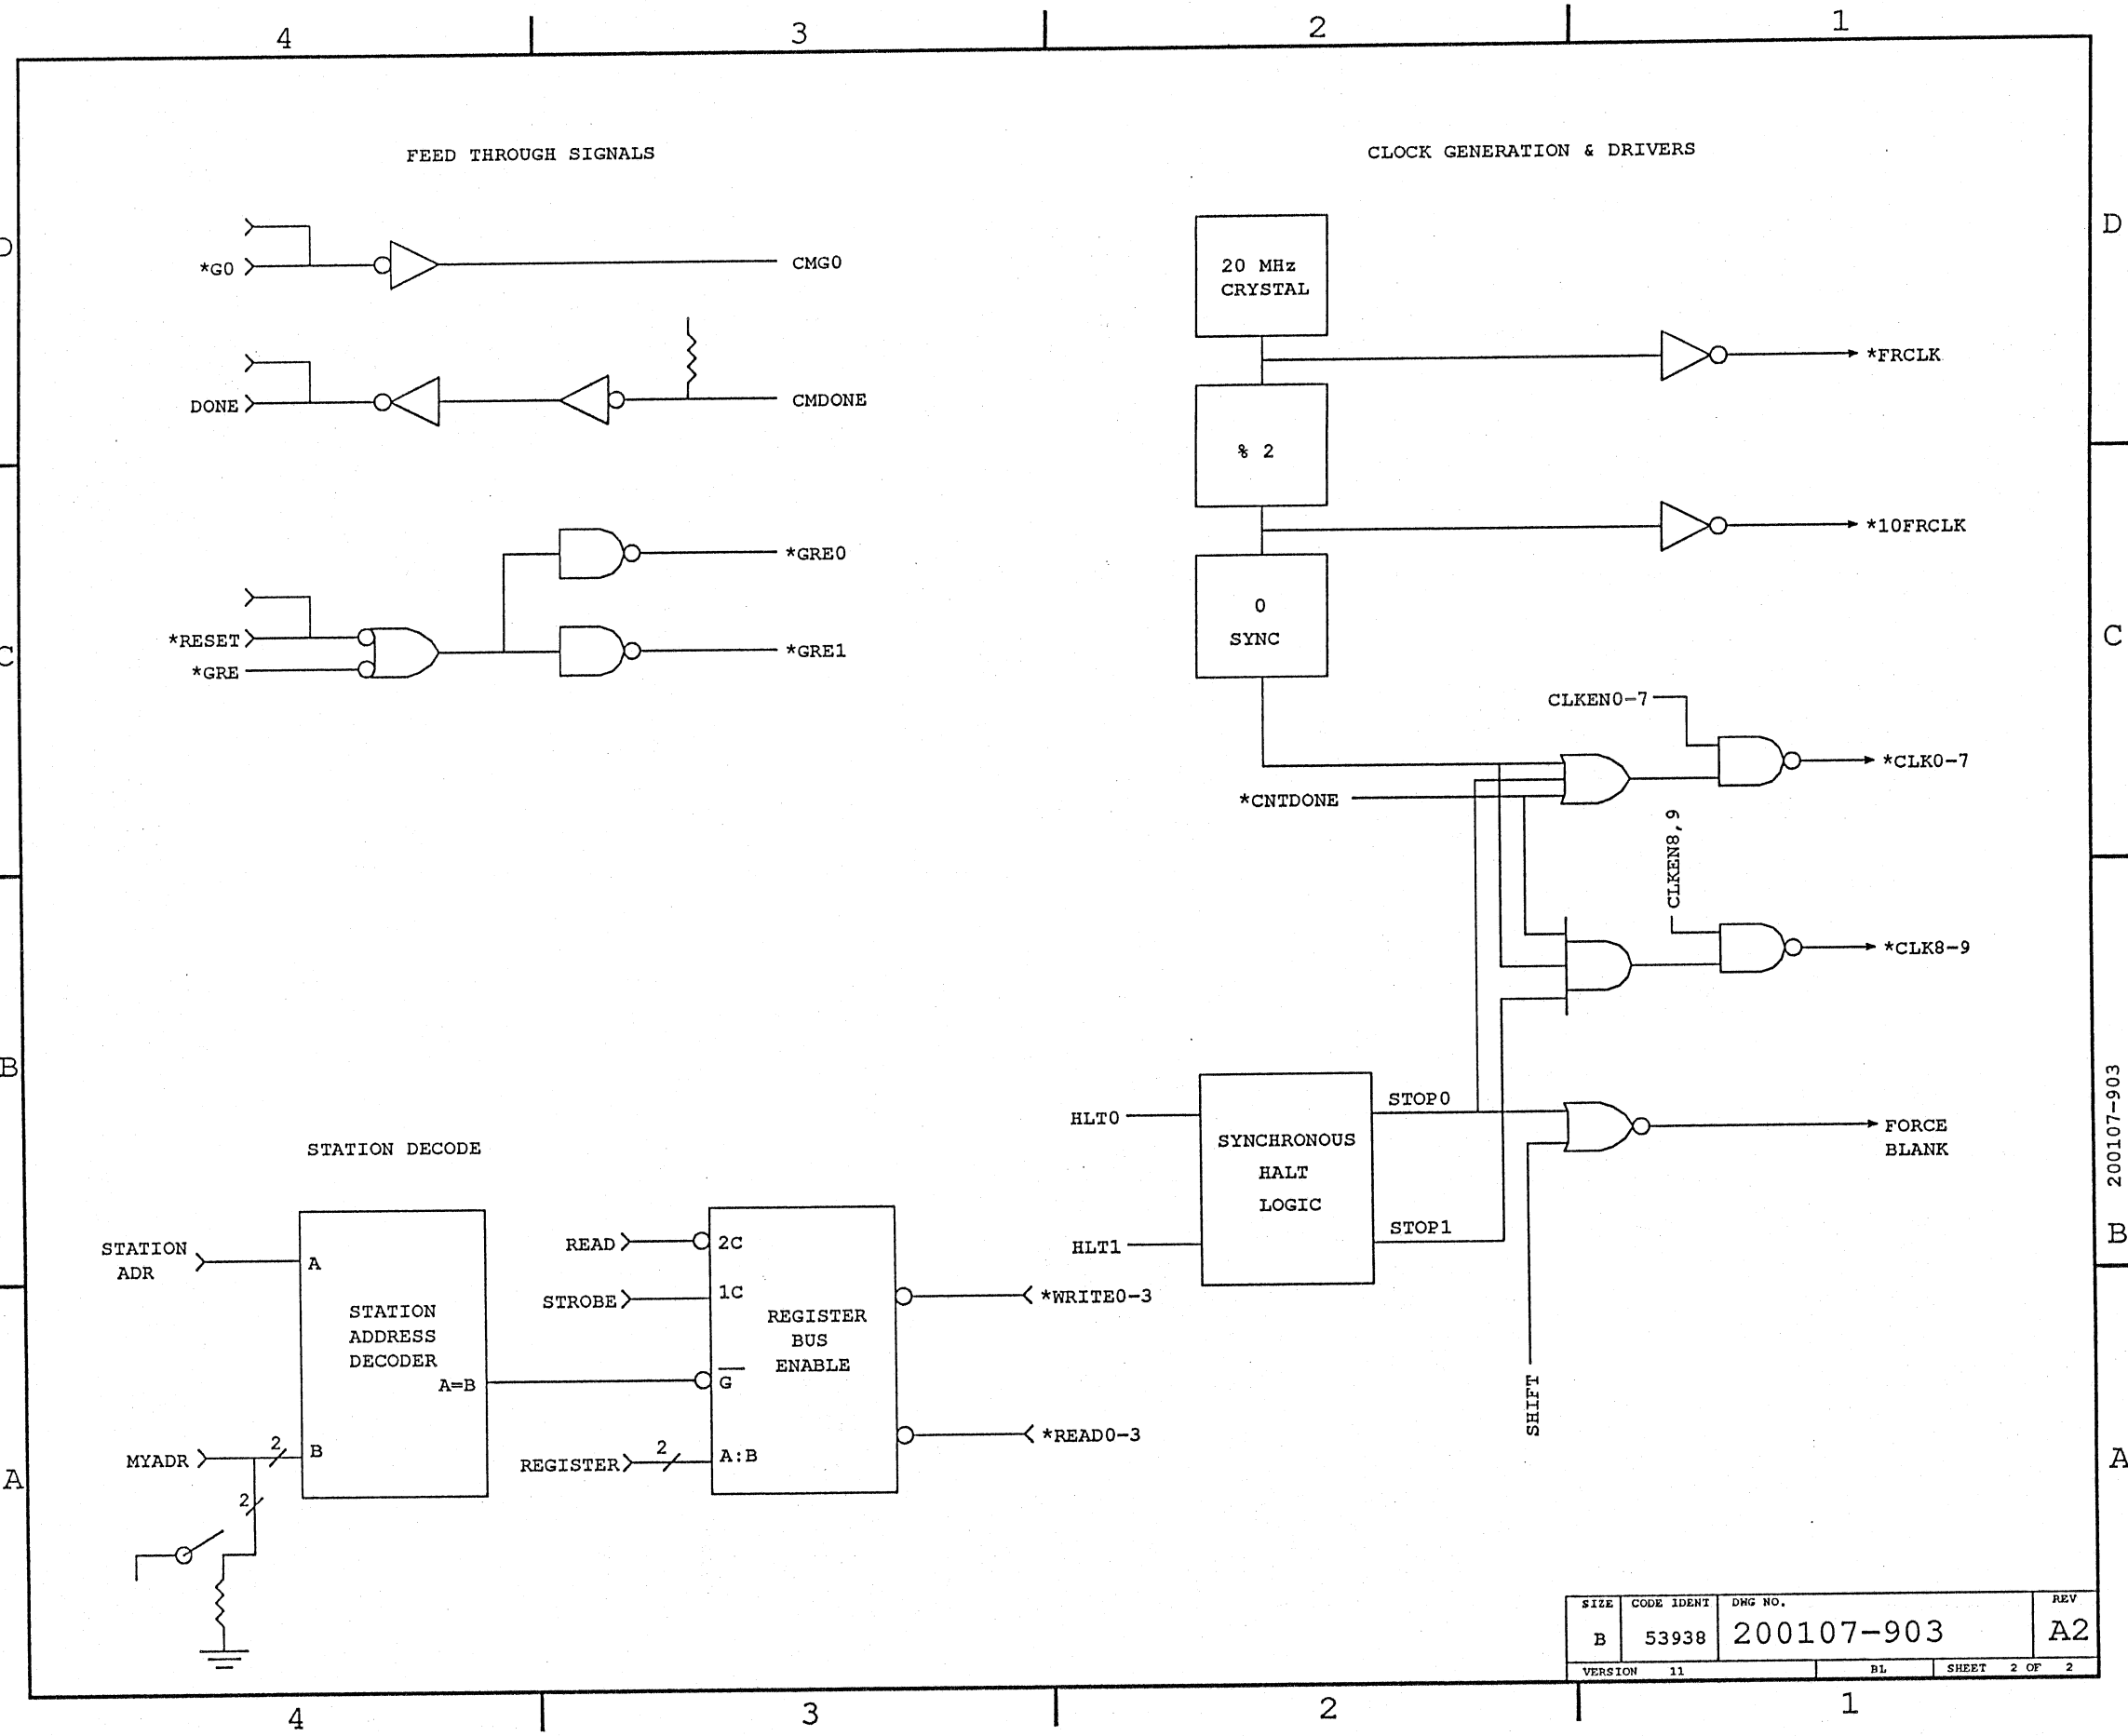 4 3 2 1
FEED THROUGH SIGNALS
CLOCK GENERATION & DRIVERS
D
D
*G0
CMG0
20 MHz
CRYSTAL
*FRCLK
DONE
CMDONE
% 2
*10FRCLK
*GRE0
0
SYNC
*RESET
*GRE
*GRE1
C
C
CLKEN0-7
*CLK0-7
*CNTDONE
CLKEN8,9
*CLK8-9
B
HLT0
STOP0
SYNCHRONOUS
HALT
LOGIC
FORCE
BLANK
200107-903
HLT1
STOP1
B
SHIFT
STATION DECODE
STATION
ADR
A
STATION
ADDRESS
DECODER
A=B
MYADR
2
B
2
READ
2C
STROBE
1C
REGISTER
BUS
ENABLE
G
REGISTER
2
A:B
*WRITE0-3
*READ0-3
A
A
SIZE CODE IDENT DWG NO. REV
B 53938 200107-903 A2
VERSION 11 BL SHEET 2 OF 2
4 3 2 1